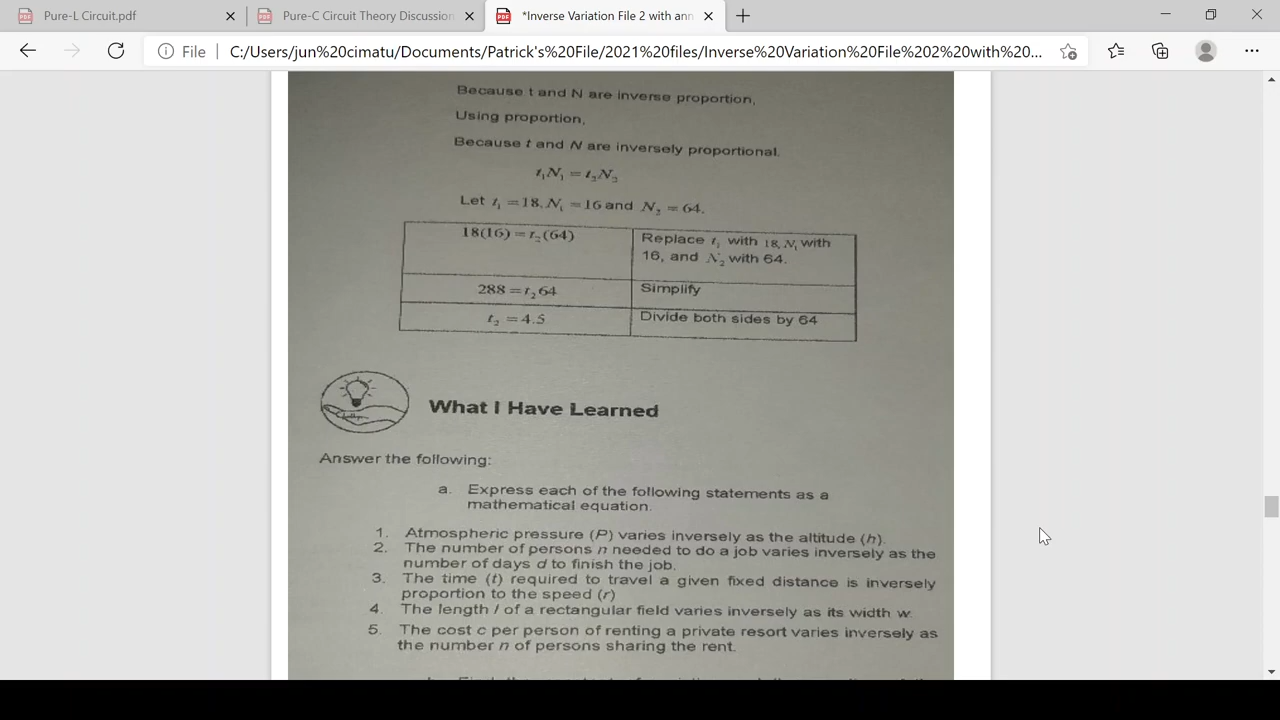 Pure-L Circuit.pdf
Pure-C Circuit Theory Discussion
*Inverse Variation File 2 with ann
File
C:/Users/jun%20cimatu/Documents/Patrick's%20File/2021%20files/Inverse%20Variation%20File%202%20with%20...
Because t and N are inverse proportion,
Using proportion,
Because t and N are inversely proportional.
t₁N₁ = t₂N₂
Let t₁ = 18, N₁ = 16 and N₂ = 64.
18(16) = t₂(64)
Replace t₁ with 18, N₁ with
16, and N₂ with 64.
288 = t₂64
Simplify
t₂ = 4.5
Divide both sides by 64
What I Have Learned
Answer the following:
a. Express each of the following statements as a
mathematical equation.
1. Atmospheric pressure (P) varies inversely as the altitude (h).
2. The number of persons n needed to do a job varies inversely as the
number of days d to finish the job.
3. The time (t) required to travel a given fixed distance is inversely
proportion to the speed (r)
4. The length l of a rectangular field varies inversely as its width w.
5. The cost c per person of renting a private resort varies inversely as
the number n of persons sharing the rent.